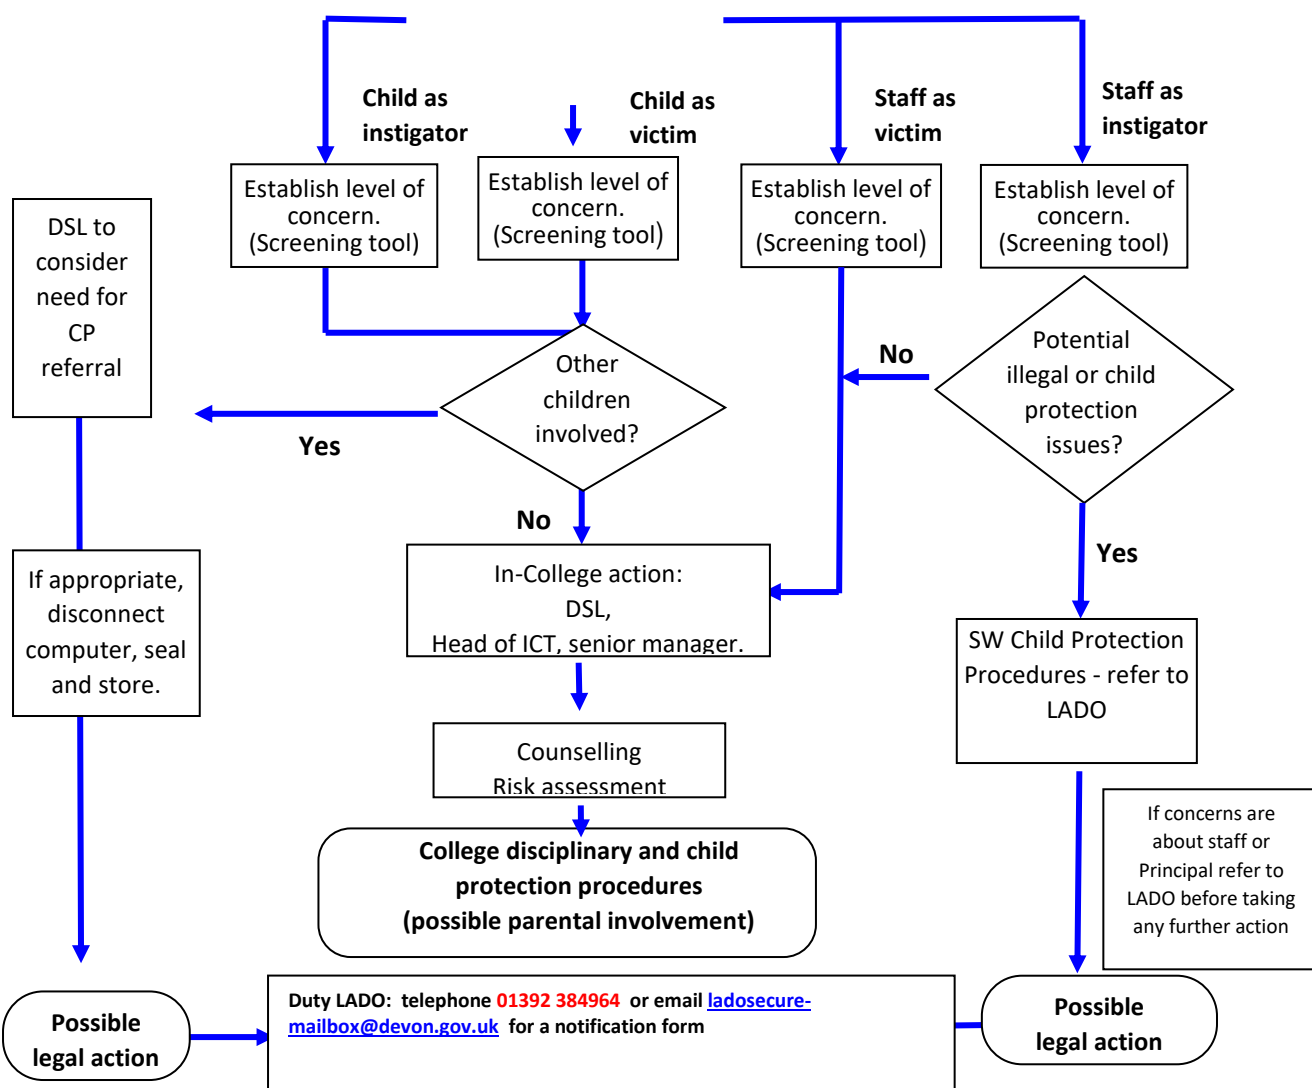 Child as
instigator
Child as
victim
Staff as
victim
Staff as
instigator
Establish level of
concern.
(Screening tool)
Establish level of
concern.
(Screening tool)
Establish level of
concern.
(Screening tool)
Establish level of
concern.
(Screening tool)
DSL to
consider
need for
CP
referral
Other
children
involved?
Potential
illegal or child
protection
issues?
No
Yes
No
Yes
If appropriate,
disconnect
computer, seal
and store.
In-College action:
DSL,
Head of ICT, senior manager.
SW Child Protection
Procedures - refer to
LADO
Counselling
Risk assessment
If concerns are
about staff or
Principal refer to
LADO before taking
any further action
College disciplinary and child
protection procedures
(possible parental involvement)
Possible
legal action
Duty LADO: telephone 01392 384964 or email ladosecure-
mailbox@devon.gov.uk for a notification form
Possible
legal action